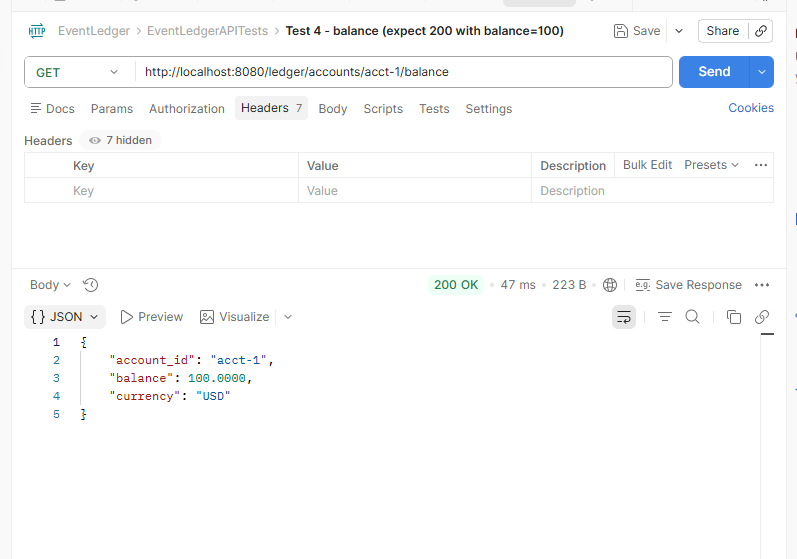 HTTP EventLedger > EventLedgerAPITests > Test 4 - balance (expect 200 with balance=100) Save Share
GET http://localhost:8080/ledger/accounts/acct-1/balance Send
Docs Params Authorization Headers 7 Body Scripts Tests Settings Cookies
Headers 7 hidden
Key Value Description Bulk Edit Presets
Key Value Description
Body 200 OK • 47 ms • 223 B • e.g. Save Response
{} JSON Preview Visualize
1 {
2 "account_id": "acct-1",
3 "balance": 100.0000,
4 "currency": "USD"
5 }